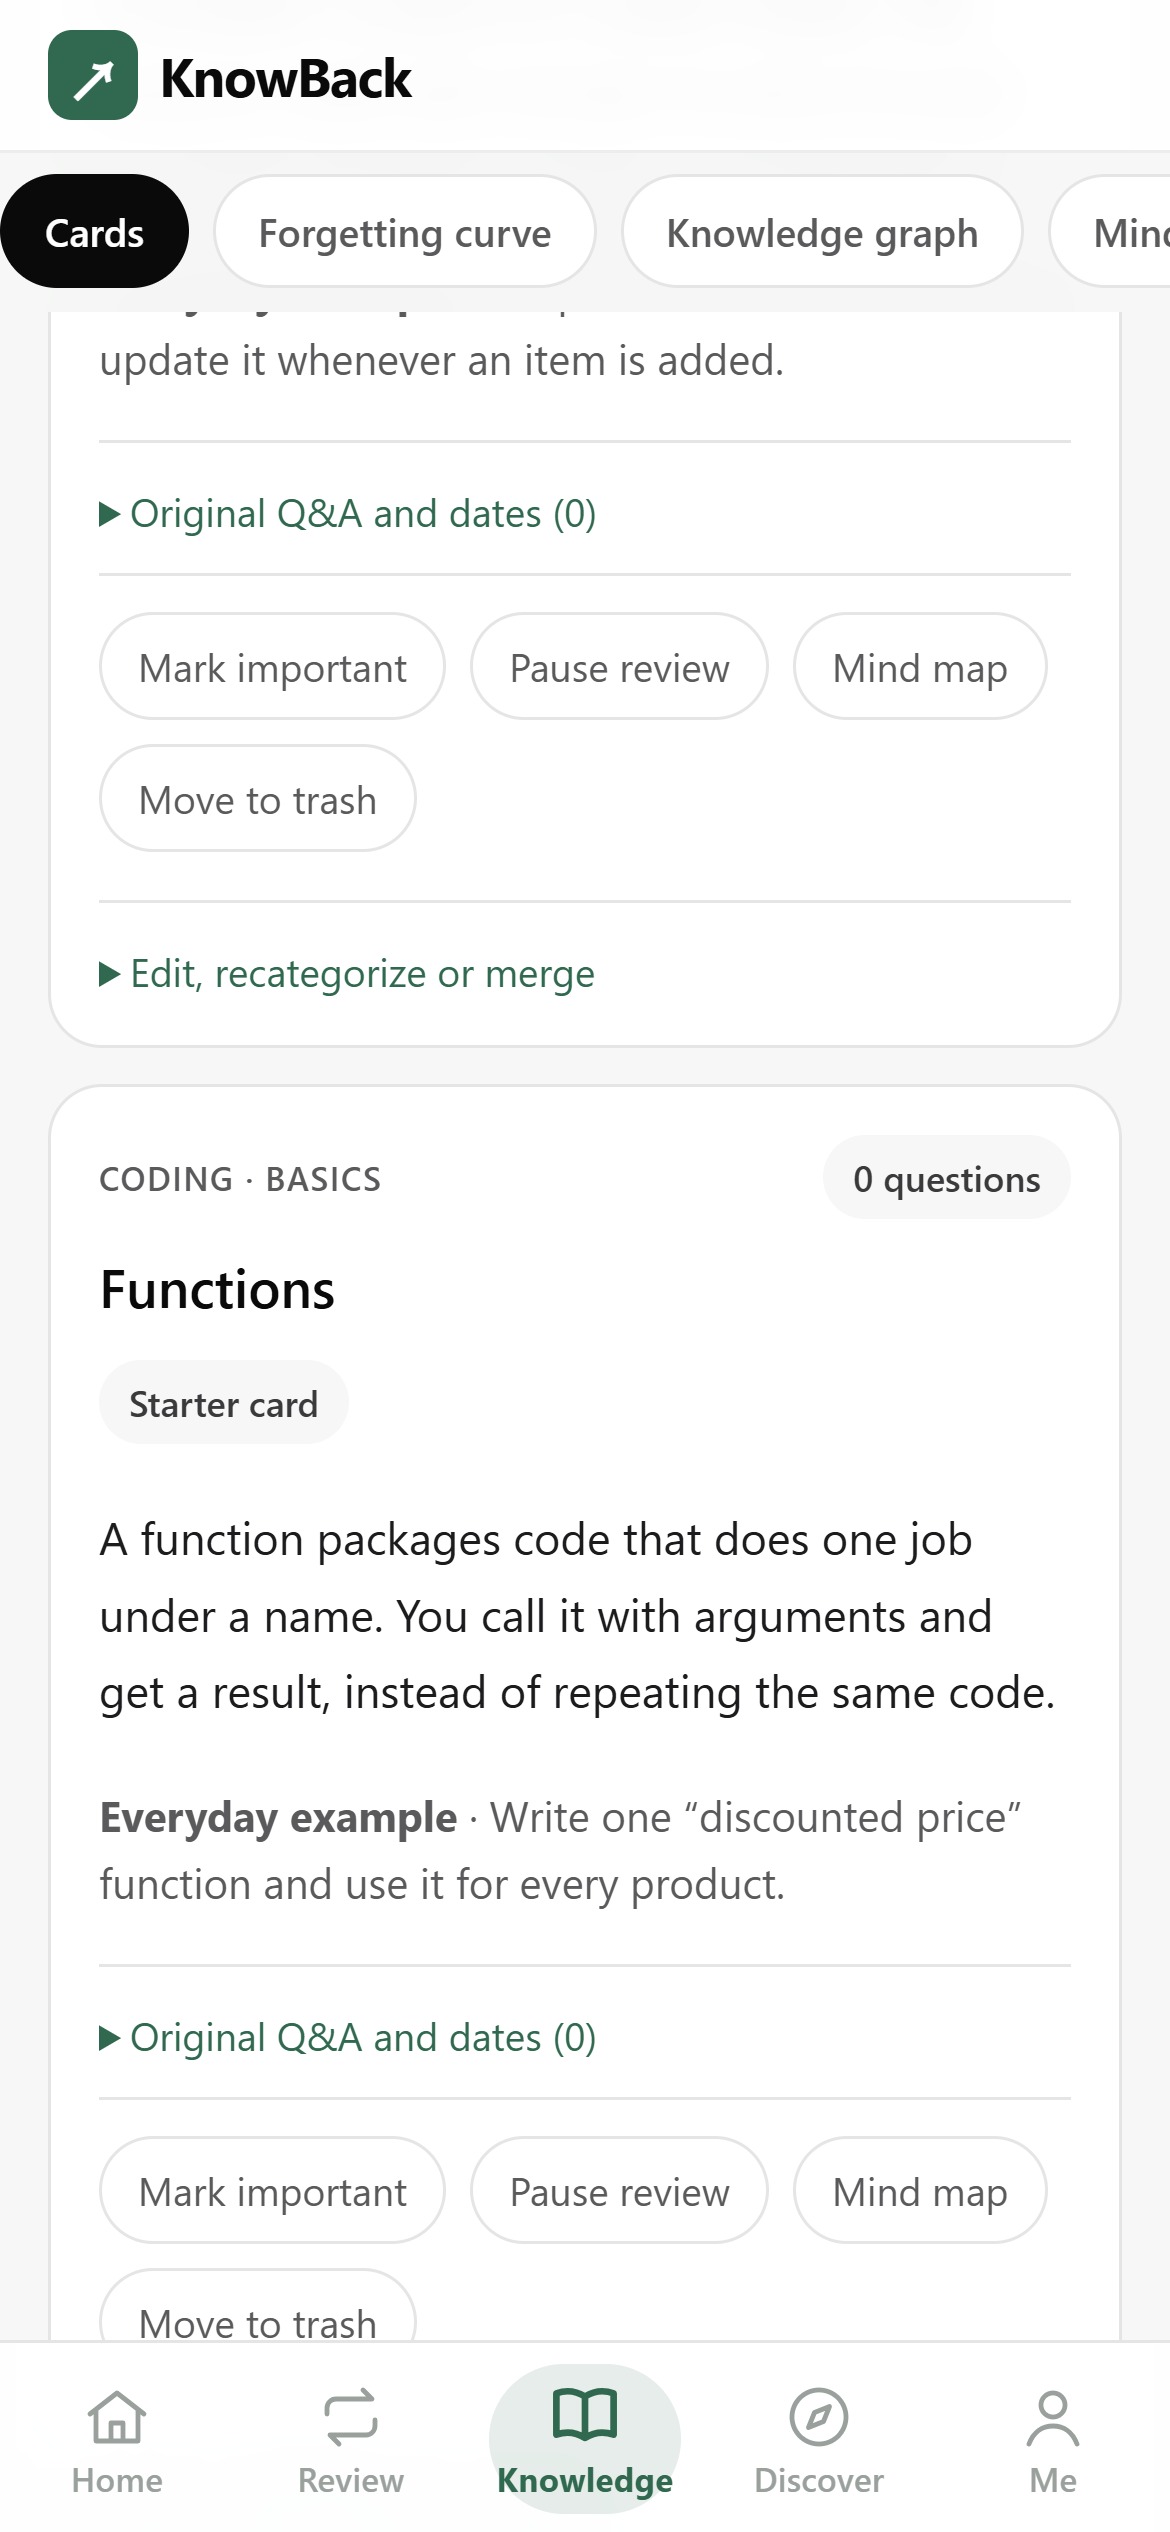 KnowBack
Cards
Forgetting curve
Knowledge graph
update it whenever an item is added.
Original Q&A and dates (0)
Mark important
Pause review
Mind map
Move to trash
Edit, recategorize or merge
CODING · BASICS
0 questions
Functions
Starter card
A function packages code that does one job
under a name. You call it with arguments and
get a result, instead of repeating the same code.
Everyday example · Write one “discounted price”
function and use it for every product.
Original Q&A and dates (0)
Mark important
Pause review
Mind map
Move to trash
Home
Review
Knowledge
Discover
Me